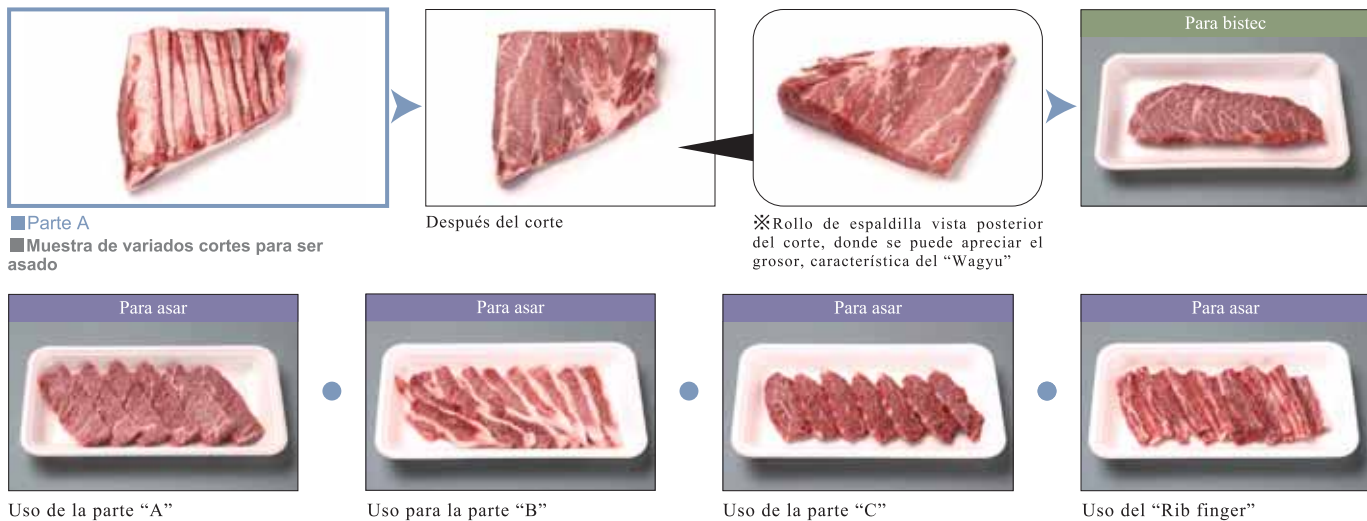 Para bistec
■Parte A
■Muestra de variados cortes para ser
asado
Después del corte
※Rollo de espaldilla vista posterior
del corte, donde se puede apreciar el
grosor, característica del “Wagyu”
Para asar
Para asar
Para asar
Para asar
Uso de la parte “A”
Uso para la parte “B”
Uso de la parte “C”
Uso del “Rib finger”